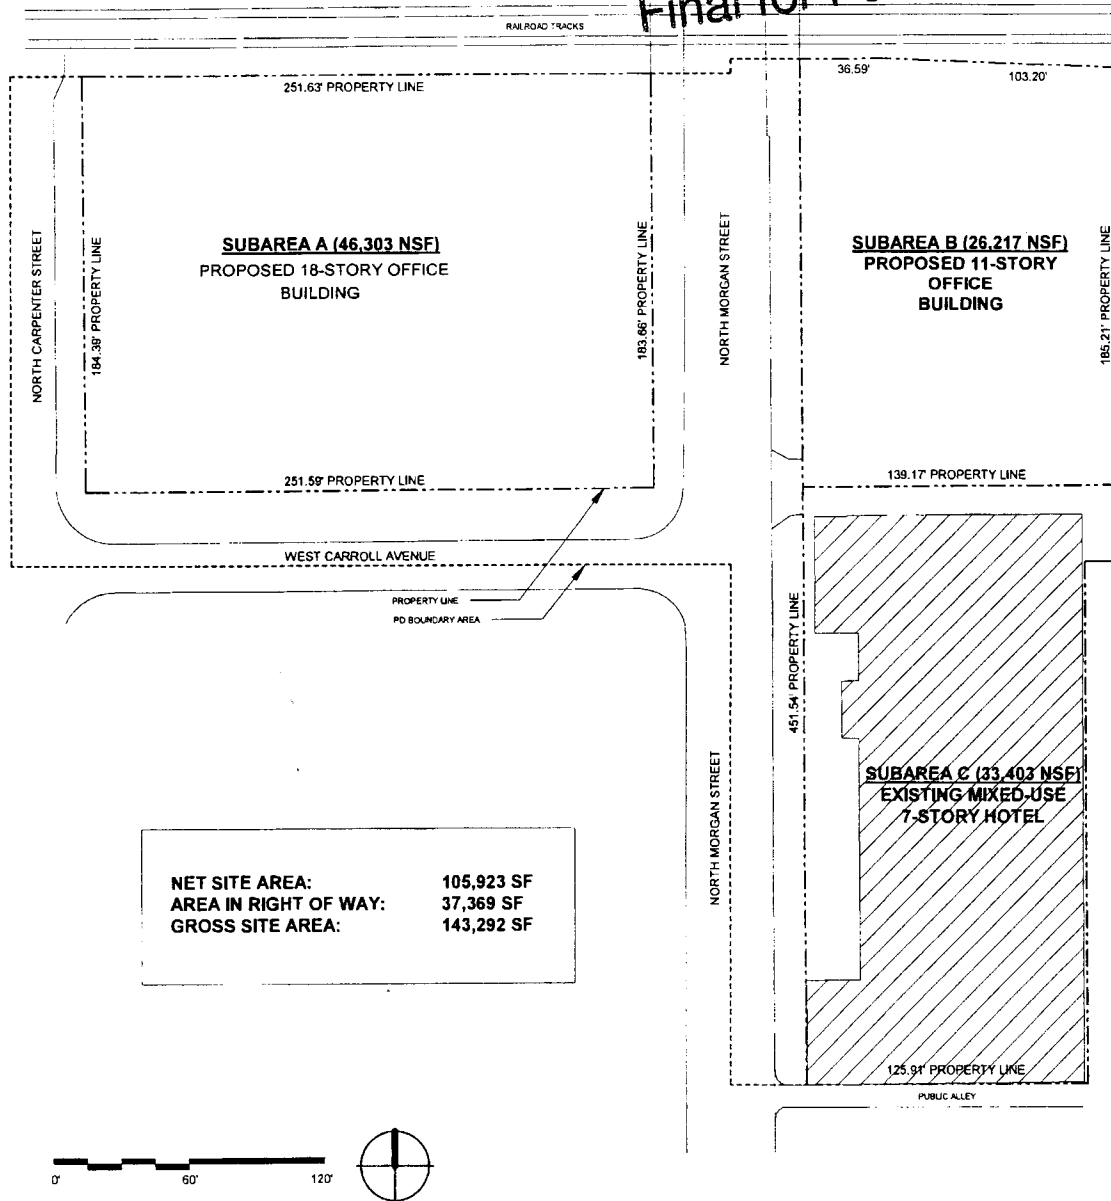 Final for
RAILROAD TRACKS
251.63' PROPERTY LINE
36.59'
103.20'
NORTH CARPENTER STREET
184.39' PROPERTY LINE
SUBAREA A (46,303 NSF)
PROPOSED 18-STORY OFFICE
BUILDING
183.66' PROPERTY LINE
NORTH MORGAN STREET
SUBAREA B (26,217 NSF)
PROPOSED 11-STORY
OFFICE
BUILDING
185.21' PROPERTY LINE
251.59' PROPERTY LINE
139.17' PROPERTY LINE
WEST CARROLL AVENUE
PROPERTY LINE
PD BOUNDARY AREA
451.54' PROPERTY LINE
NORTH MORGAN STREET
SUBAREA C (33,403 NSF)
EXISTING MIXED-USE
7-STORY HOTEL
NET SITE AREA: 105,923 SF
AREA IN RIGHT OF WAY: 37,369 SF
GROSS SITE AREA: 143,292 SF
125.91' PROPERTY LINE
PUBLIC ALLEY
0' 60' 120'